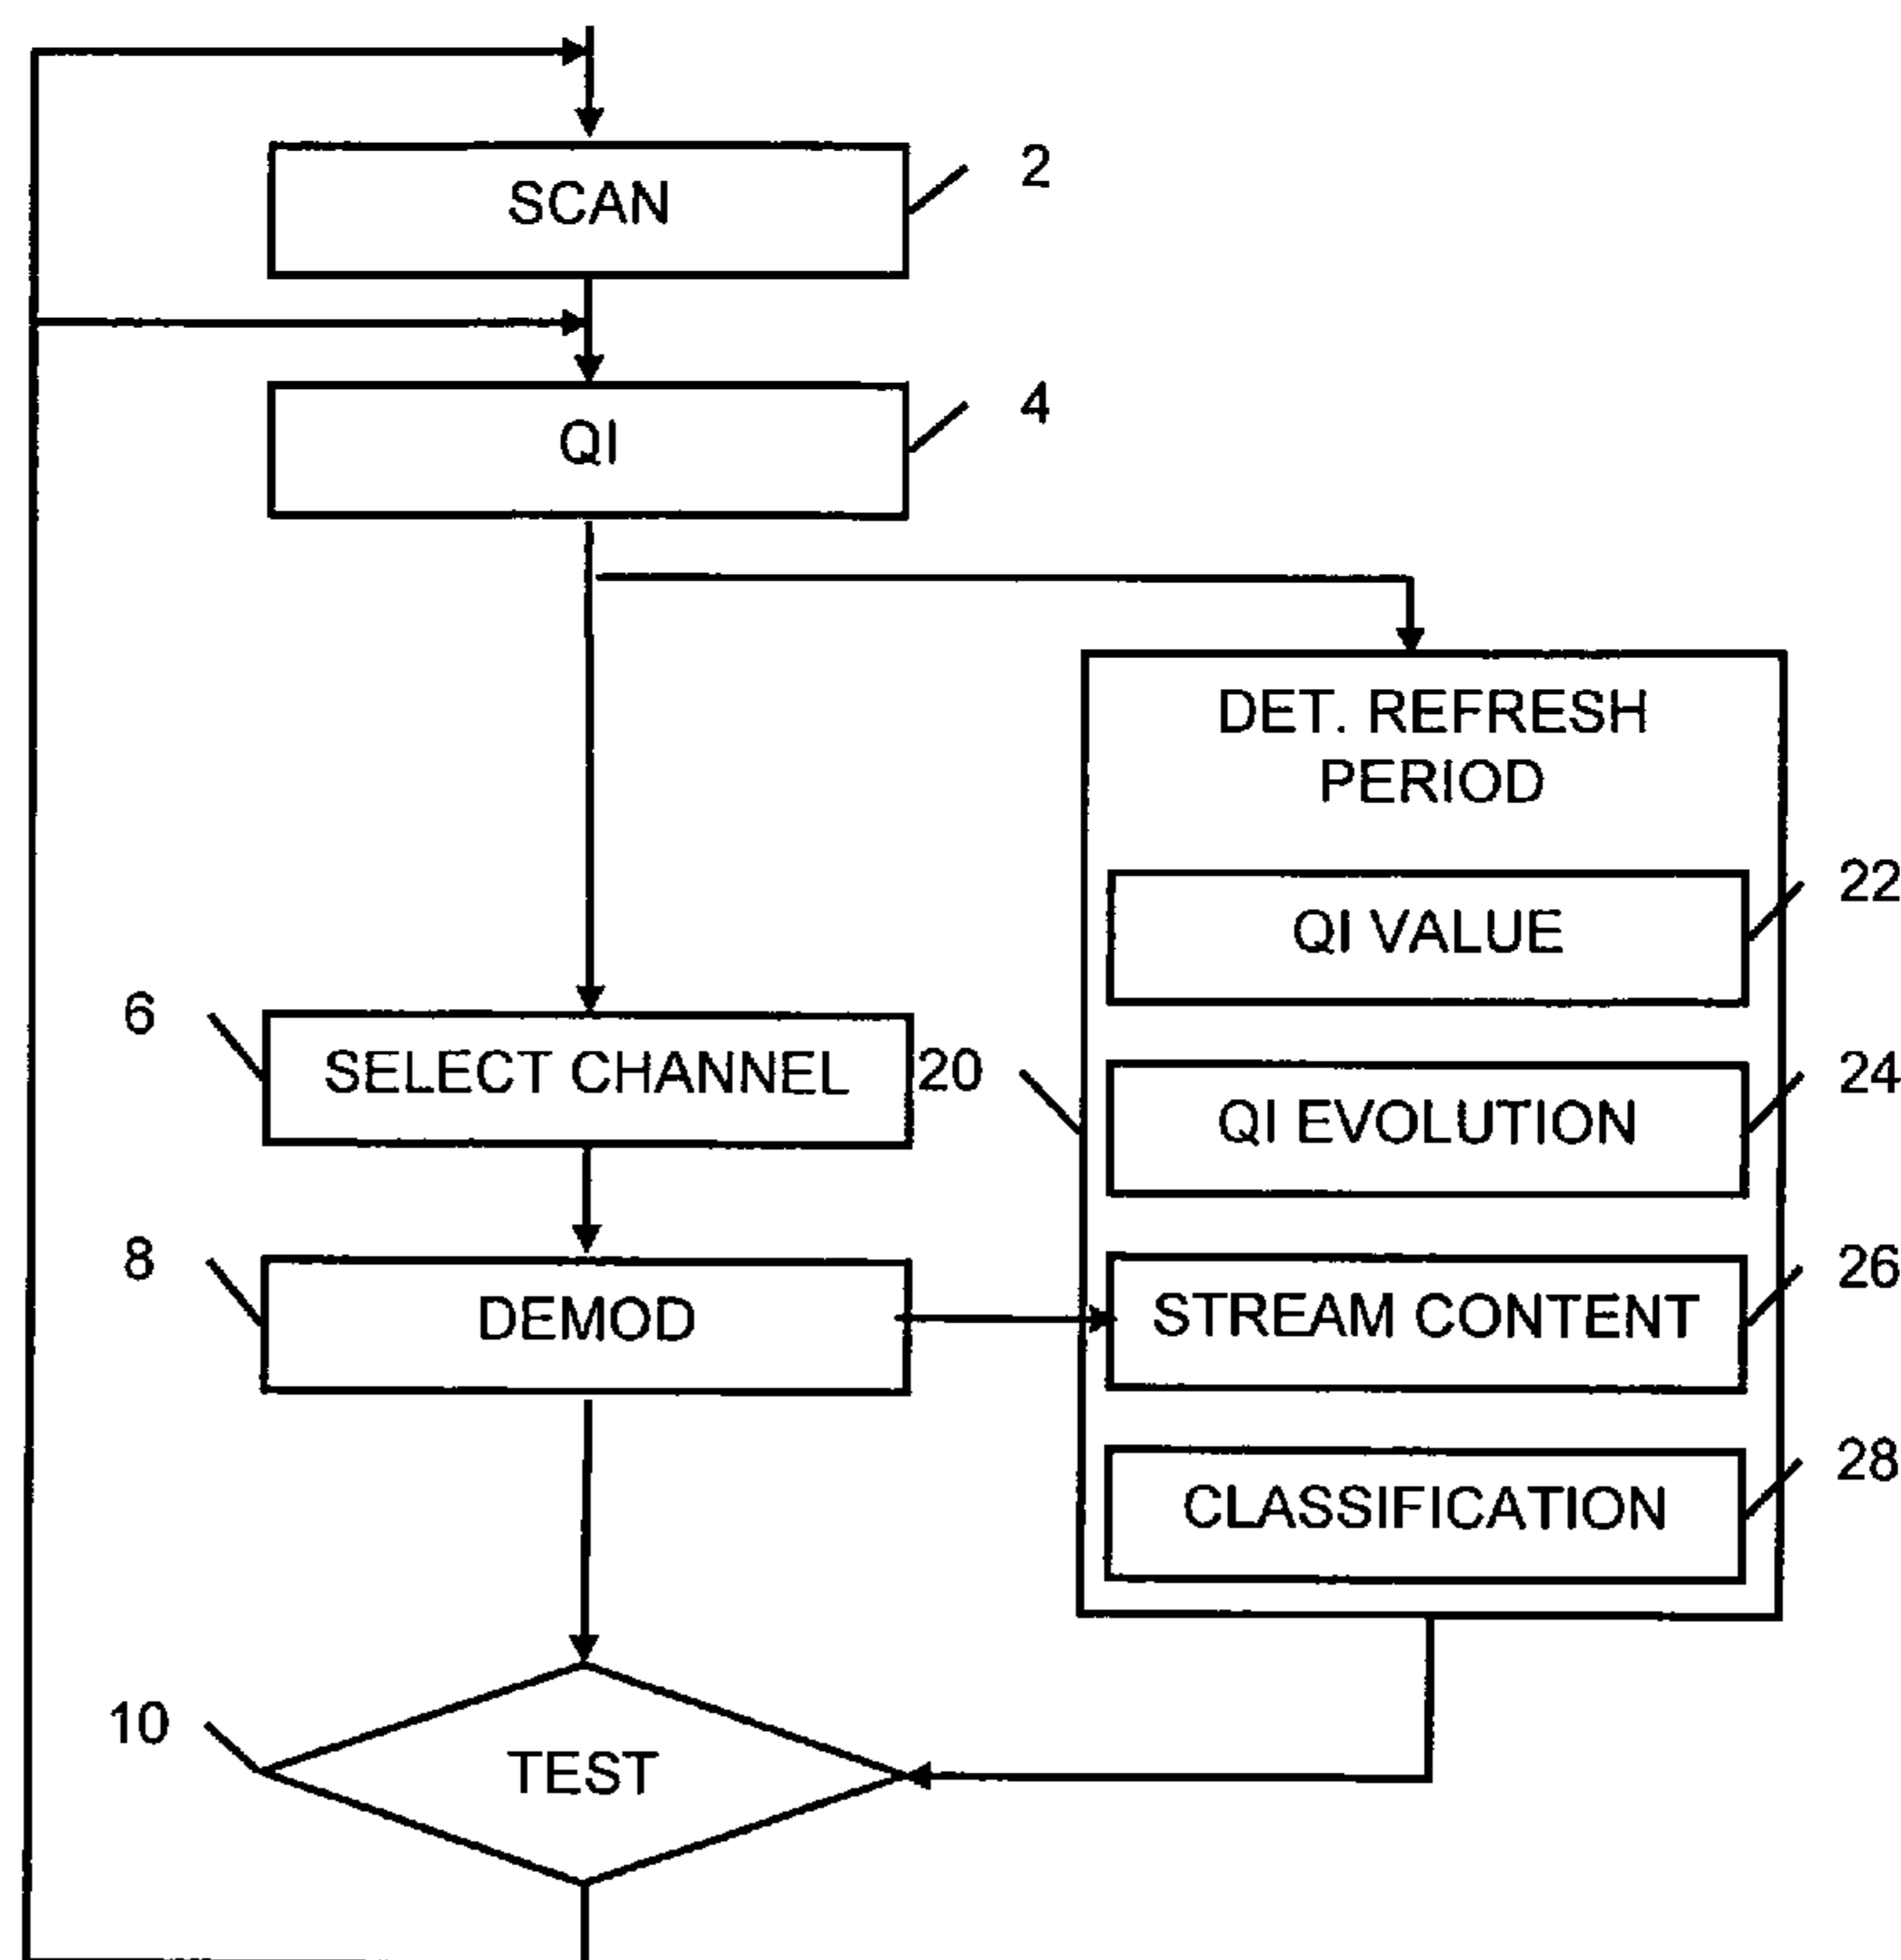 SCAN
2
QI
4
DET. REFRESH
PERIOD
QI VALUE
22
6
SELECT CHANNEL
20
QI EVOLUTION
24
8
DEMOD
STREAM CONTENT
26
CLASSIFICATION
28
10
TEST